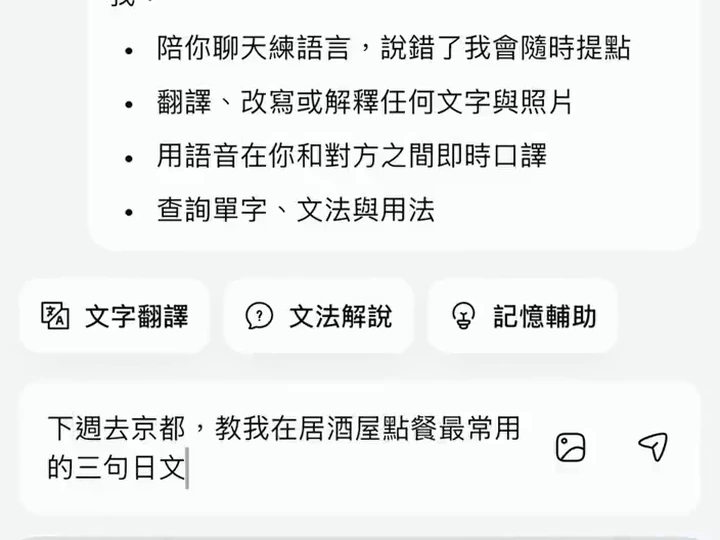 • 陪你聊天練語言，說錯了我會隨時提點
• 翻譯、改寫或解釋任何文字與照片
• 用語音在你和對方之間即時口譯
• 查詢單字、文法與用法
文字翻譯 文法解說 記憶輔助
下週去京都，教我在居酒屋點餐最常用
的三句日文